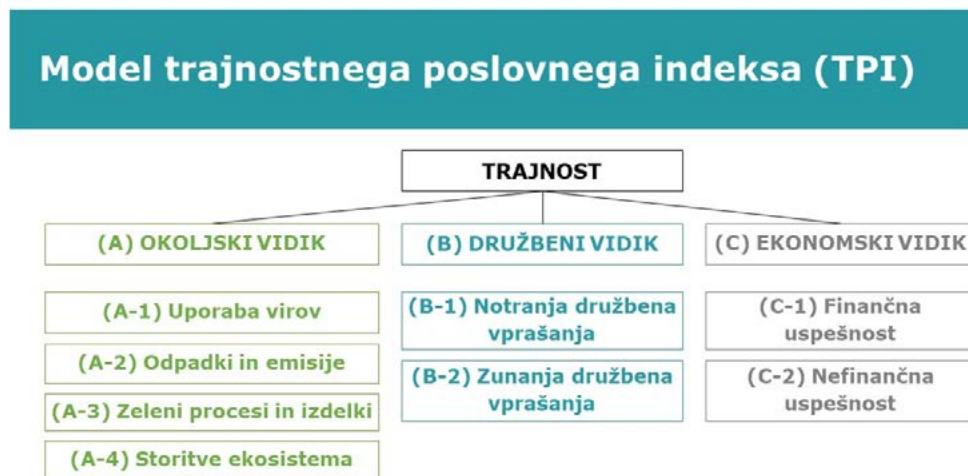 Model trajnostnega poslovnega indeksa (TPI)
TRAJNOST
(A) OKOLJSKI VIDIK
(A-1) Uporaba virov
(A-2) Odpadki in emisije
(A-3) Zeleni procesi in izdelki
(A-4) Storitve ekosistema
(B) DRUŽBENI VIDIK
(B-1) Notranja družbena
vprašanja
(B-2) Zunanja družbena
vprašanja
(C) EKONOMSKI VIDIK
(C-1) Finančna
uspešnost
(C-2) Nefinančna
uspešnost